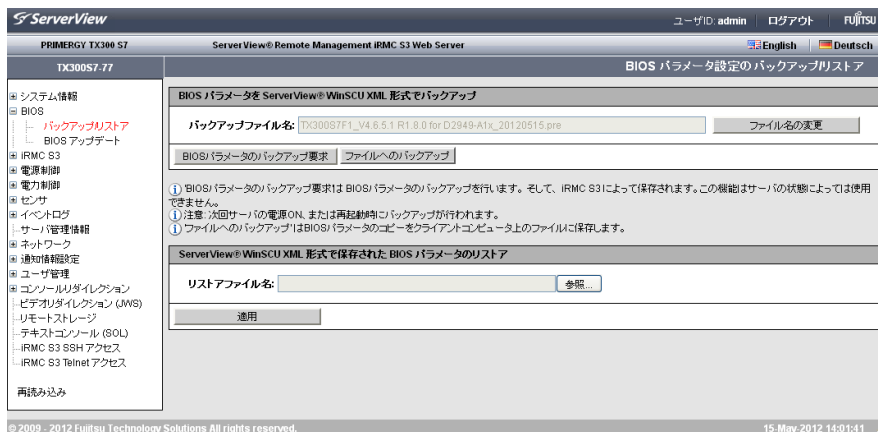 ServerView
ユーザID: admin ログアウト FUJITSU
PRIMERGY TX300 S7 ServerView® Remote Management iRMC S3 Web Server English Deutsch
TX300S7-77 BIOS パラメータ設定のバックアップ/リストア
システム情報
BIOS
バックアップ/リストア
BIOS アップデート
iRMC S3
電源制御
電力制御
センサ
イベントログ
サーバ管理情報
ネットワーク
通知情報設定
ユーザ管理
コンソールリダイレクション
ビデオリダイレクション (JWS)
リモートストレージ
テキストコンソール (SOL)
iRMC S3 SSH アクセス
iRMC S3 Telnet アクセス
再読み込み
BIOS パラメータを ServerView® WinSCU XML 形式でバックアップ
バックアップファイル名: TX300S7F1_V4.6.5.1 R1.8.0 for D2949-A1x_20120515.pre ファイル名の変更
BIOSパラメータのバックアップ要求 ファイルへのバックアップ
'BIOSパラメータのバックアップ要求'は BIOSパラメータのバックアップを行います。そして、iRMC S3によって保存されます。この機能はサーバの状態によっては使用
できません。
注意: 次回サーバの電源ON、または再起動時にバックアップが行われます。
'ファイルへのバックアップ'はBIOSパラメータのコピーをクライアントコンピュータ上のファイルに保存します。
ServerView® WinSCU XML 形式で保存された BIOS パラメータのリストア
リストアファイル名: 参照...
適用
© 2009 - 2012 Fujitsu Technology Solutions All rights reserved. 15-May-2012 14:01:41